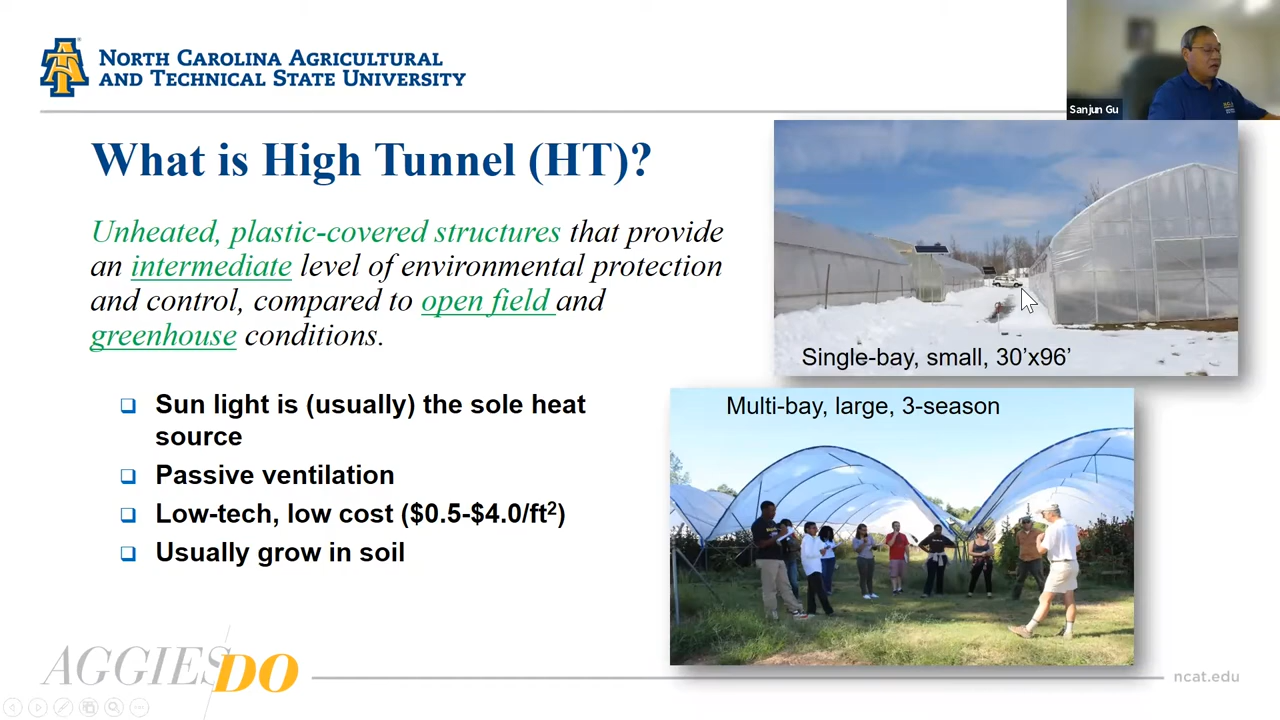 NORTH CAROLINA AGRICULTURAL
AND TECHNICAL STATE UNIVERSITY
Sanjun Gu
What is High Tunnel (HT)?
Unheated, plastic-covered structures that provide
an intermediate level of environmental protection
and control, compared to open field and
greenhouse conditions.
❑ Sun light is (usually) the sole heat
source
❑ Passive ventilation
❑ Low-tech, low cost ($0.5-$4.0/ft²)
❑ Usually grow in soil
Single-bay, small, 30’x96’
Multi-bay, large, 3-season
AGGIES DO
ncat.edu